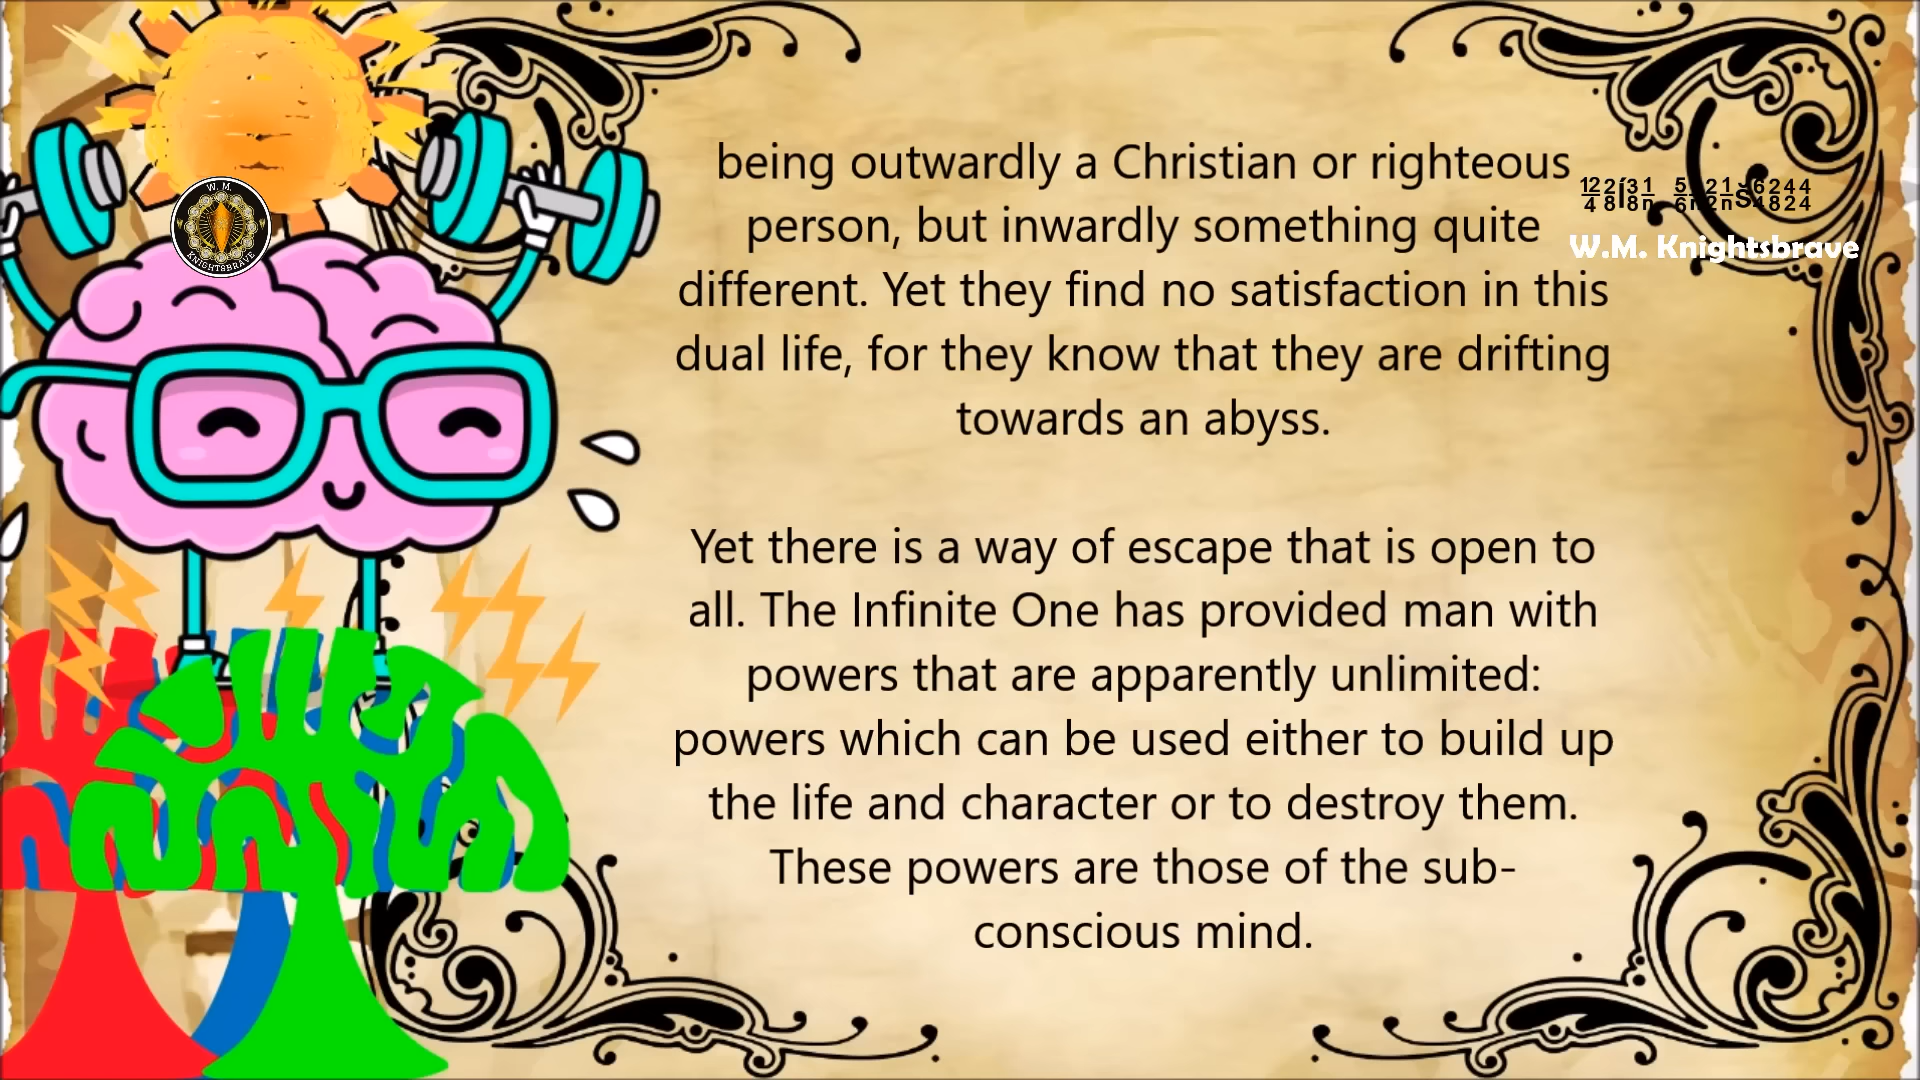 being outwardly a Christian or righteous
person, but inwardly something quite
different. Yet they find no satisfaction in this
dual life, for they know that they are drifting
towards an abyss.
Yet there is a way of escape that is open to
all. The Infinite One has provided man with
powers that are apparently unlimited:
powers which can be used either to build up
the life and character or to destroy them.
These powers are those of the sub-
conscious mind.
W.M. Knightsbrave
W. M.
KNIGHTSBRAVE